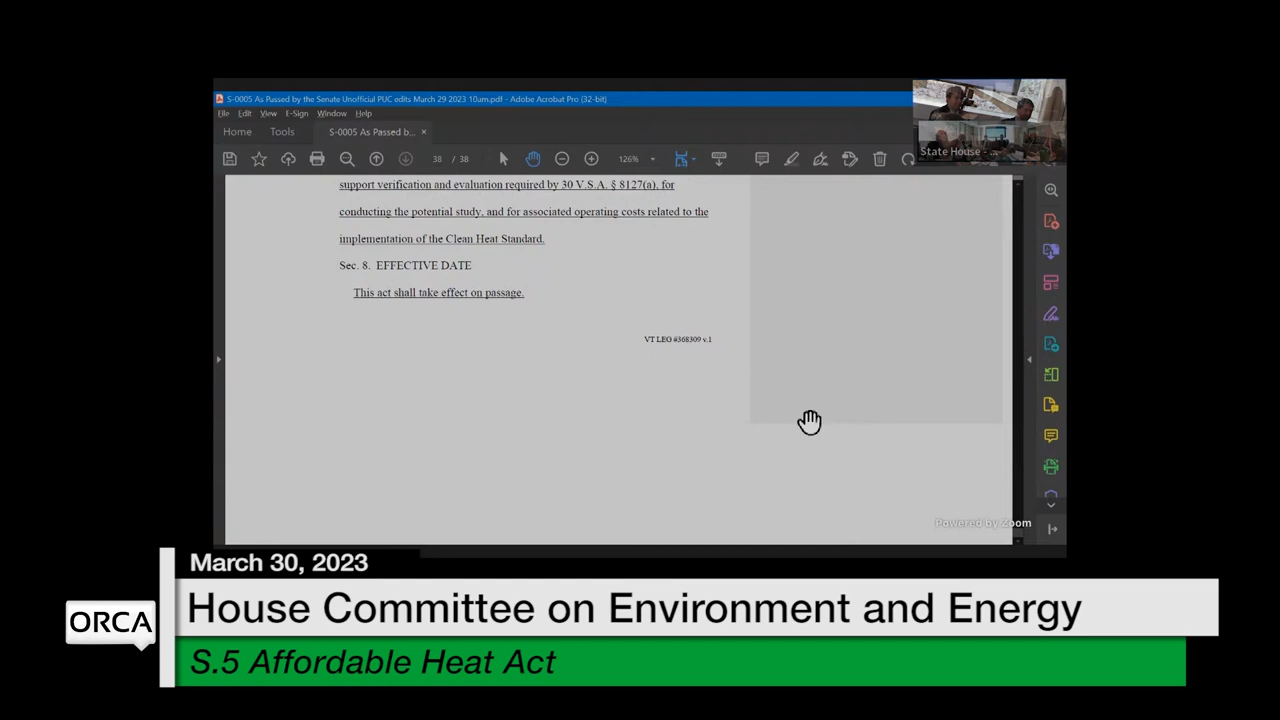 S-0005 As Passed by the Senate Unofficial PUC edits March 29 2023 10am.pdf - Adobe Acrobat Pro (32-bit)
File Edit View E-Sign Window Help
Home Tools S-0005 As Passed b... ×
38 / 38 126%
State House - ...
support verification and evaluation required by 30 V.S.A. § 8127(a), for
conducting the potential study, and for associated operating costs related to the
implementation of the Clean Heat Standard.
Sec. 8. EFFECTIVE DATE
This act shall take effect on passage.
VT LEG #368309 v.1
Powered by Zoom
March 30, 2023
ORCA
House Committee on Environment and Energy
S.5 Affordable Heat Act